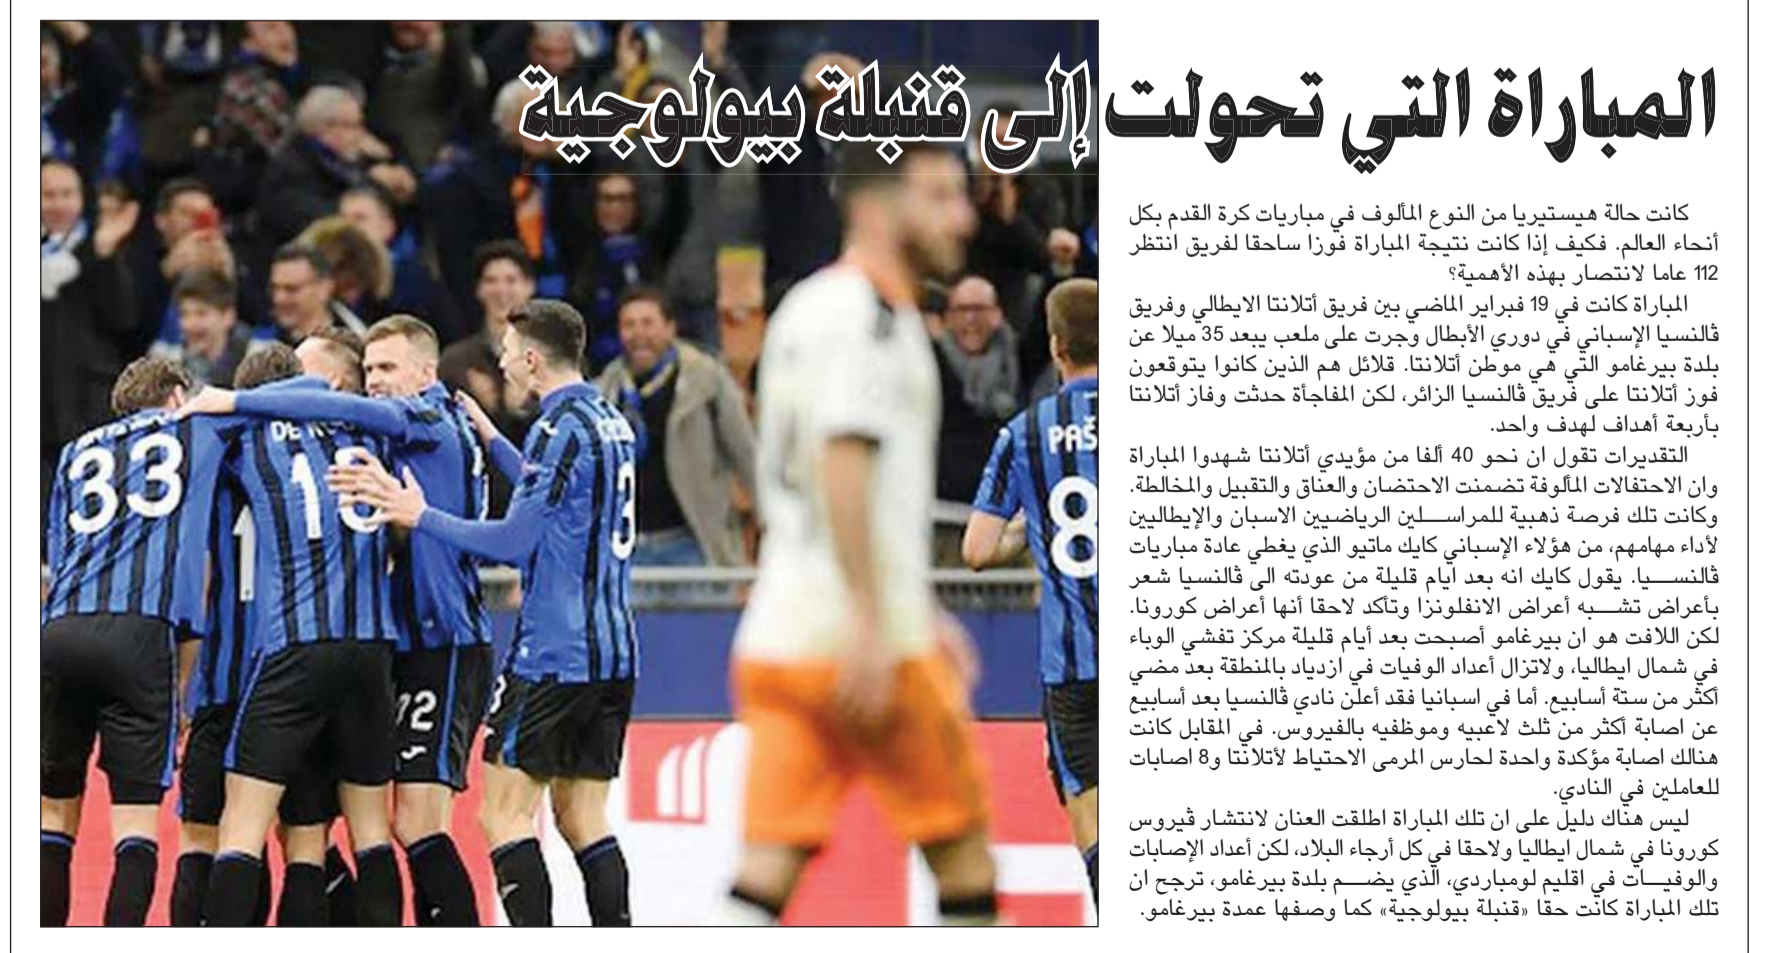 المباراة التي تحولت إلى قنبلة بيولوجية
كانت حالة هيستيريا من النوع المألوف في مباريات كرة القدم بكل
أنحاء العالم. فكيف إذا كانت نتيجة المباراة فوزا ساحقا لفريق انتظر
112 عاما لانتصار بهذه الأهمية؟
المباراة كانت في 19 فبراير الماضي بين فريق أتلانتا الايطالي وفريق
ڤالنسيا الإسباني في دوري الأبطال وجرت على ملعب يبعد 35 ميلا عن
بلدة بيرغامو التي هي موطن أتلانتا. قلائل هم الذين كانوا يتوقعون
فوز أتلانتا على فريق ڤالنسيا الزائر، لكن المفاجأة حدثت وفاز أتلانتا
بأربعة أهداف لهدف واحد.
التقديرات تقول ان نحو 40 ألفا من مؤيدي أتلانتا شهدوا المباراة
وان الاحتفالات المألوفة تضمنت الاحتضان والعناق والتقبيل والمخالطة.
وكانت تلك فرصة ذهبية للمراســلين الرياضيين الاسبان والإيطاليين
لأداء مهامهم، من هؤلاء الإسباني كايك ماتيو الذي يغطي عادة مباريات
ڤالنســيا. يقول كايك انه بعد أيام قليلة من عودته الى ڤالنسيا شعر
بأعراض تشــبه أعراض الانفلونزا وتأكد لاحقا أنها أعراض كورونا.
لكن اللافت هو ان بيرغامو أصبحت بعد أيام قليلة مركز تفشي الوباء
في شمال ايطاليا، ولاتزال أعداد الوفيات في ازدياد بالمنطقة بعد مضي
أكثر من ستة أسابيع. أما في اسبانيا فقد أعلن نادي ڤالنسيا بعد أسابيع
عن اصابة أكثر من ثلث لاعبيه وموظفيه بالفيروس. في المقابل كانت
هنالك اصابة مؤكدة واحدة لحارس المرمى الاحتياط لأتلانتا و8 اصابات
للعاملين في النادي.
ليس هناك دليل على ان تلك المباراة اطلقت العنان لانتشار ڤيروس
كورونا في شمال ايطاليا ولاحقا في كل أرجاء البلاد، لكن أعداد الإصابات
والوفيــات في اقليم لومباردي، الذي يضــم بلدة بيرغامو، ترجح ان
تلك المباراة كانت حقا «قنبلة بيولوجية» كما وصفها عمدة بيرغامو.
33
1
3
PAŠ
8
72